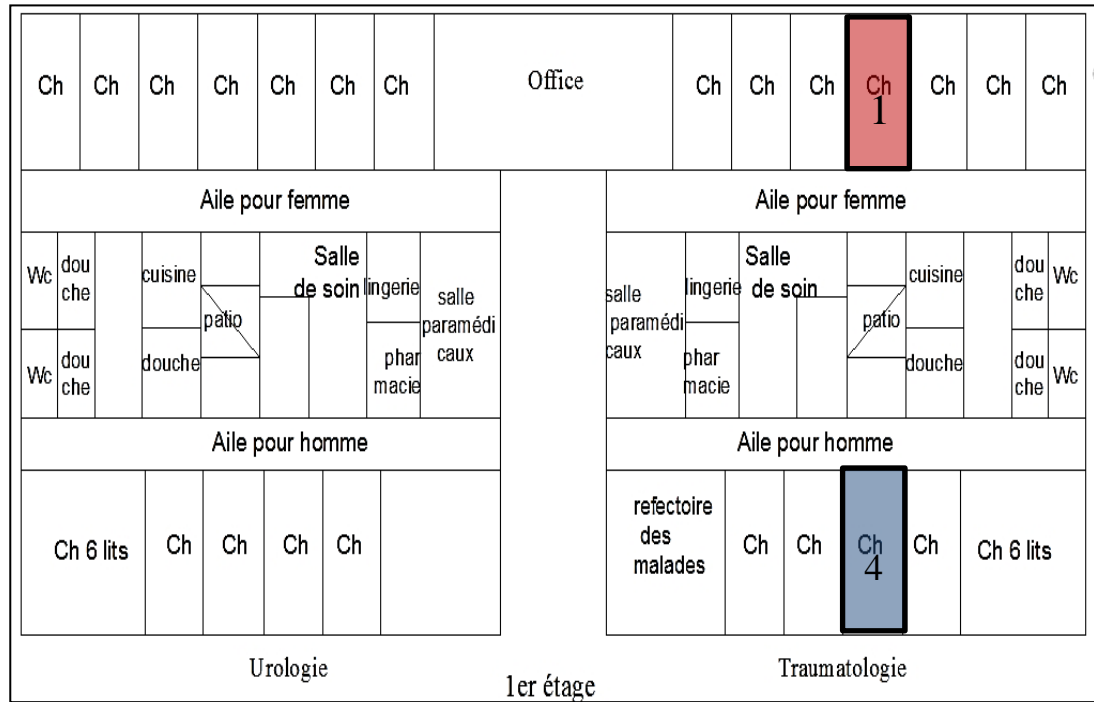 Ch Ch Ch Ch Ch Ch Ch Office Ch Ch Ch Ch Ch Ch Ch
1
Aile pour femme Aile pour femme
Wc
dou
che
cuisine
patio
Salle
de soin
lingerie
salle
paramédi
caux
Wc
dou
che
douche
phar
macie
salle
paramédi
caux
lingerie
Salle
de soin
patio
cuisine
dou
che
Wc
phar
macie
douche
dou
che
Wc
Aile pour homme Aile pour homme
Ch 6 lits Ch Ch Ch Ch
refectoire
des
malades
Ch Ch Ch Ch Ch 6 lits
4
Urologie Traumatologie
1er étage